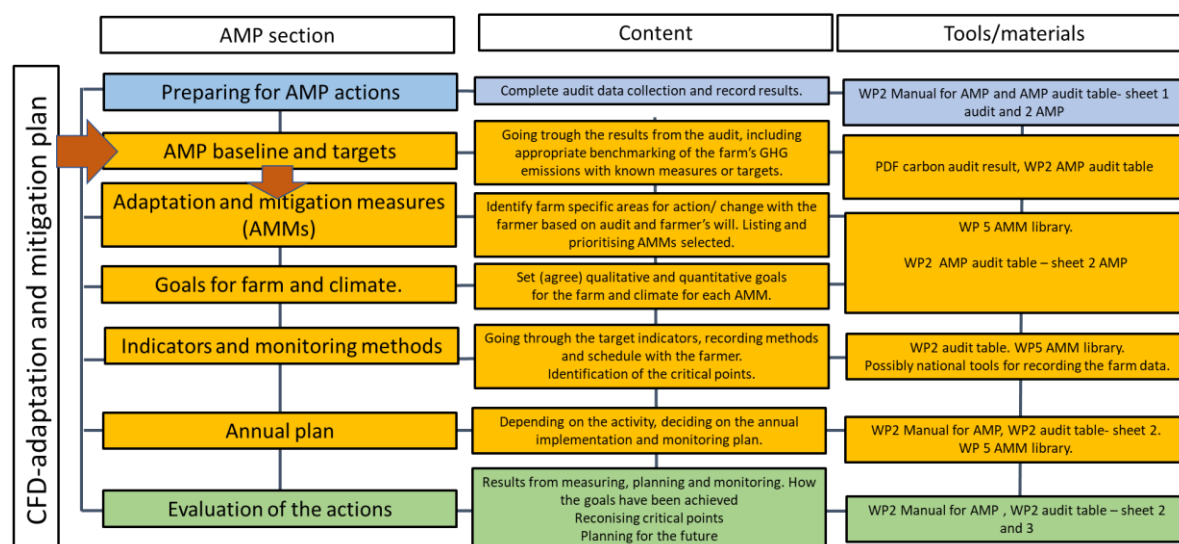 AMP section
Content
Tools/materials
CFD-adaptation and mitigation plan
Preparing for AMP actions
Complete audit data collection and record results.
WP2 Manual for AMP and AMP audit table- sheet 1
audit and 2 AMP
AMP baseline and targets
Going trough the results from the audit, including
appropriate benchmarking of the farm's GHG
emissions with known measures or targets.
PDF carbon audit result, WP2 AMP audit table
Adaptation and mitigation measures
(AMMs)
Identify farm specific areas for action/ change with the
farmer based on audit and farmer's will. Listing and
prioritising AMMs selected.
WP 5 AMM library.
WP2 AMP audit table – sheet 2 AMP
Goals for farm and climate.
Set (agree) qualitative and quantitative goals
for the farm and climate for each AMM.
Indicators and monitoring methods
Going through the target indicators, recording methods
and schedule with the farmer.
Identification of the critical points.
WP2 audit table. WP5 AMM library.
Possibly national tools for recording the farm data.
Annual plan
Depending on the activity, deciding on the annual
implementation and monitoring plan.
WP2 Manual for AMP, WP2 audit table- sheet 2.
WP 5 AMM library.
Evaluation of the actions
Results from measuring, planning and monitoring. How
the goals have been achieved
Reconising critical points
Planning for the future
WP2 Manual for AMP , WP2 audit table – sheet 2
and 3